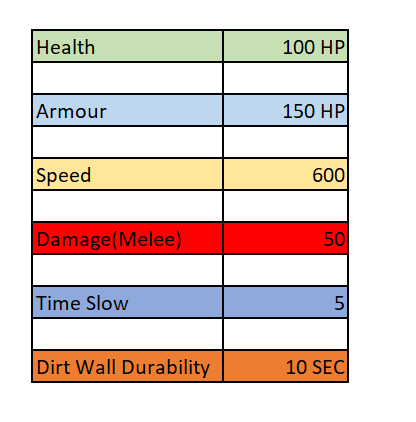 Health 100 HP
Armour 150 HP
Speed 600
Damage(Melee) 50
Time Slow 5
Dirt Wall Durability 10 SEC